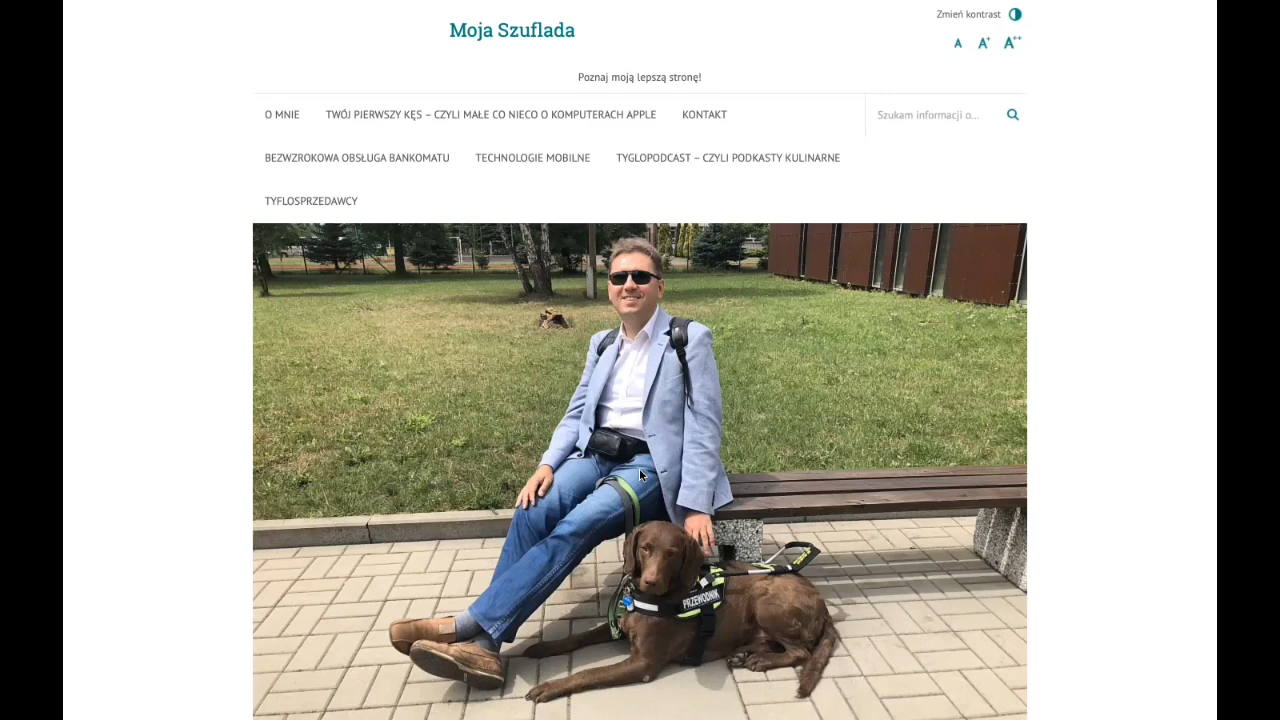 Zmień kontrast
Moja Szuflada
A A+ A++
Poznaj moją lepszą stronę!
O MNIE TWÓJ PIERWSZY KĘS – CZYLI MAŁE CO NIECO O KOMPUTERACH APPLE KONTAKT
Szukam informacji o...
BEZWZROKOWA OBSŁUGA BANKOMATU TECHNOLOGIE MOBILNE TYGLOPODCAST – CZYLI PODKASTY KULINARNE
TYFLOSPRZEDAWCY
PRZEWODNIK